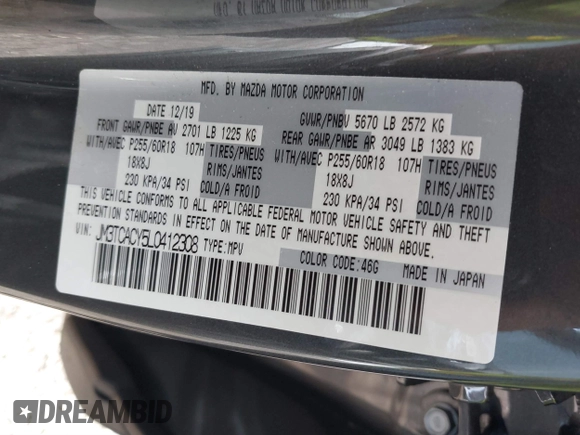 MFD. BY MAZDA MOTOR CORPORATION
DATE 12/19 GVWR/PNBV 5670 LB 2572 KG
FRONT GAWR/PNBE AV 2701 LB 1225 KG REAR GAWR/PNBE AR 3049 LB 1383 KG
WITH/AVEC P255/60R18 107H TIRES/PNEUS WITH/AVEC P255/60R18 107H TIRES/PNEUS
18X8J RIMS/JANTES 18X8J RIMS/JANTES
230 KPA/34 PSI COLD/A FROID 230 KPA/34 PSI COLD/A FROID
THIS VEHICLE CONFORMS TO ALL APPLICABLE FEDERAL MOTOR VEHICLE SAFETY AND THEFT
PREVENTION STANDARDS IN EFFECT ON THE DATE OF MANUFACTURE SHOWN ABOVE.
VIN: JM3TCACY5L0412308 TYPE: MPV
COLOR CODE: 46G MADE IN JAPAN
DREAMBID